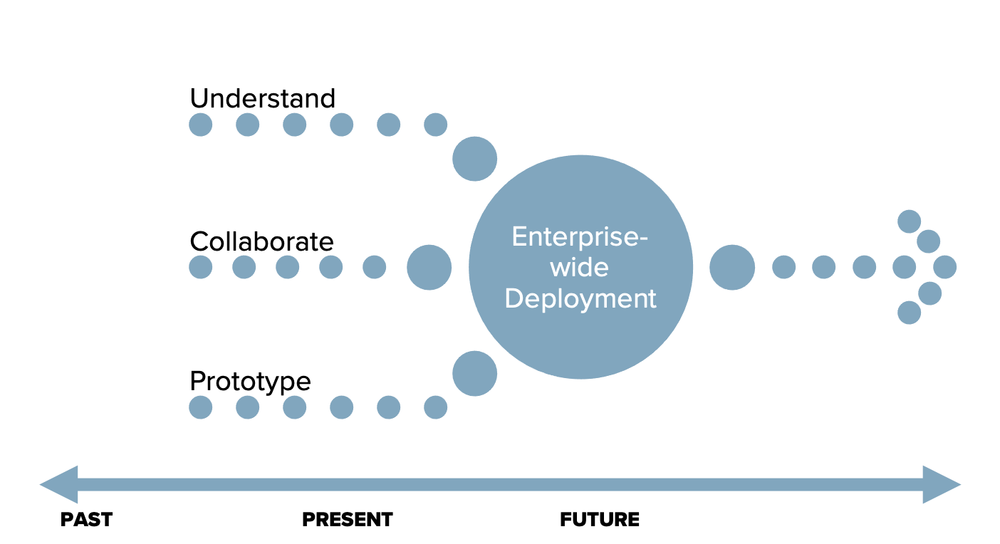 Understand
Collaborate
Enterprise-
wide
Deployment
Prototype
PAST PRESENT FUTURE